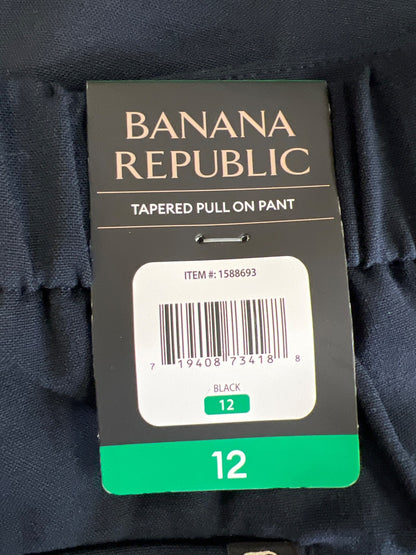 BANANA
REPUBLIC
TAPERED PULL ON PANT
ITEM #: 1588693
7 19408 73418 8
BLACK
12
12